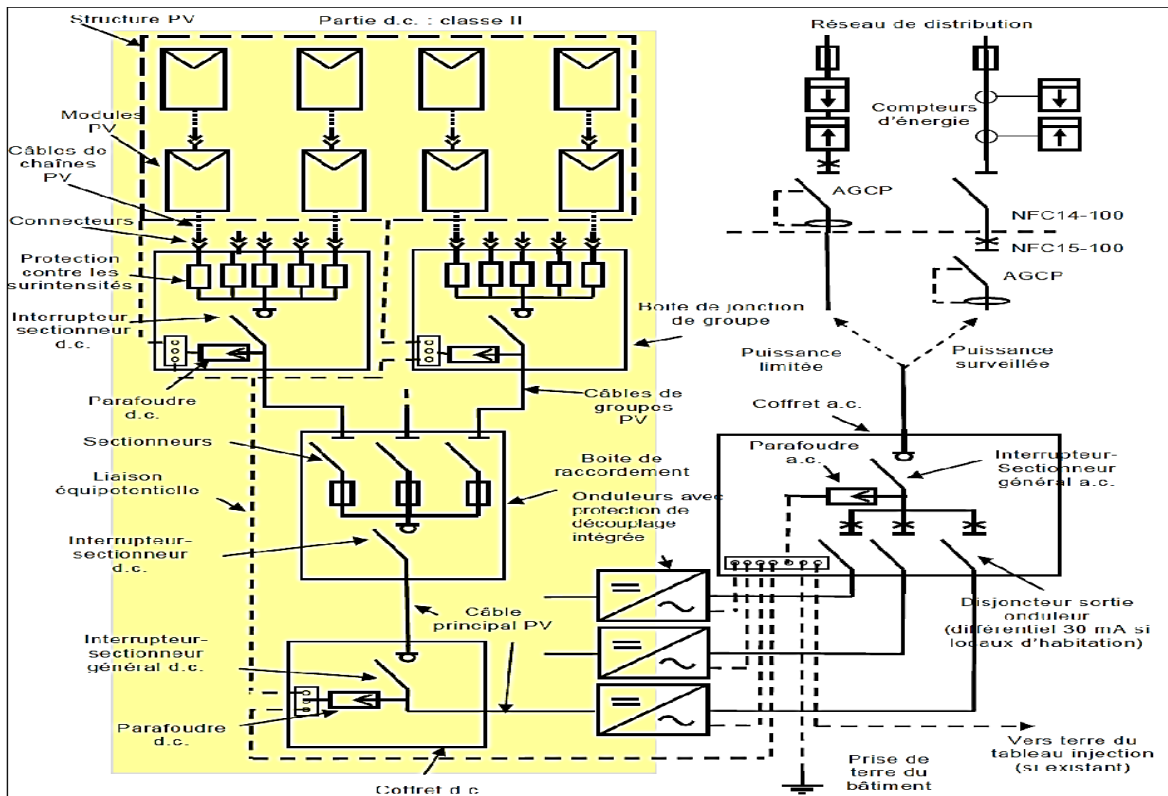 Structure PV
Partie d.c. : classe II
Réseau de distribution
Modules
PV
Câbles de
chaînes
PV
Connecteurs
Protection
contre les
surintensités
Interrupteur
sectionneur
d.c.
Parafoudre
d.c.
Compteurs
d'énergie
AGCP
NFC14-100
NFC15-100
AGCP
Boite de jonction
de groupe
Puissance
limitée
Puissance
surveillée
Câbles de
groupes
PV
Sectionneurs
Liaison
équipotentielle
Boite de
raccordement
Onduleurs avec
protection de
découplage
intégrée
Interrupteur-
sectionneur
d.c.
Coffret a.c.
Parafoudre
a.c.
Interrupteur-
Sectionneur
général a.c.
Câble
principal PV
Interrupteur-
sectionneur
général d.c.
Parafoudre
d.c.
Coffret d.c
Disjoncteur sortie
onduleur
(différentiel 30 mA si
locaux d'habitation)
Vers terre du
tableau injection
(si existant)
Prise de
terre du
bâtiment